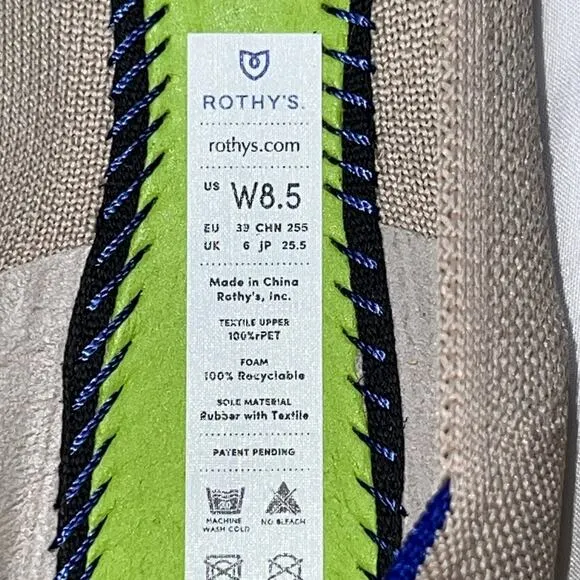 ROTHY'S.
rothys.com
US W8.5
EU 39 CHN 255
UK 6 JP 25.5
Made in China
Rothy's, Inc.
TEXTILE UPPER
100%rPET
FOAM
100% Recyclable
SOLE MATERIAL
Rubber with Textile
PATENT PENDING
20
MACHINE NO BLEACH
WASH COLD